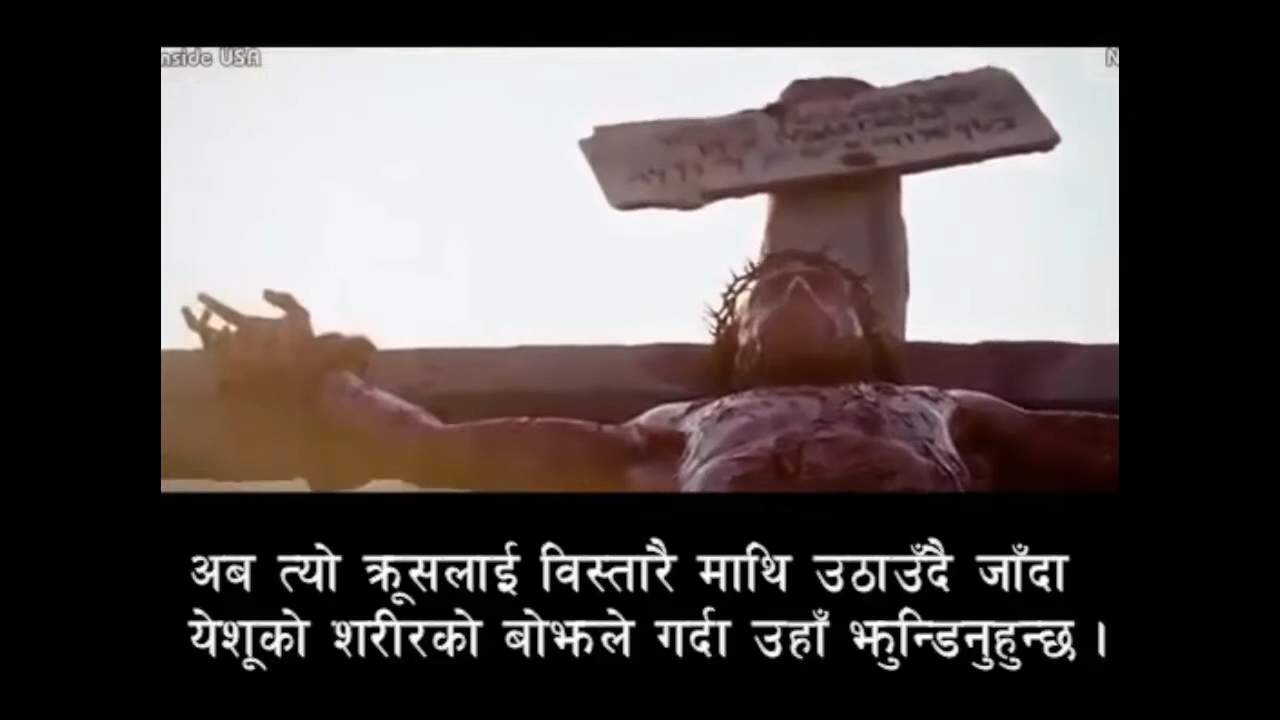 nside USA
अब त्यो क्रूसलाई विस्तारै माथि उठाउँदै जाँदा
येशूको शरीरको बोझले गर्दा उहाँ झुन्डिनुहुन्छ ।